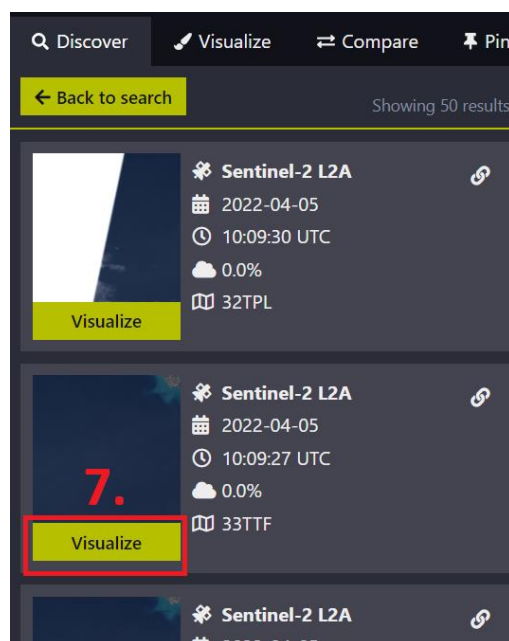 Discover Visualize Compare Pin
Back to search
Showing 50 results
Sentinel-2 L2A
2022-04-05
10:09:30 UTC
0.0%
32TPL
Visualize
Sentinel-2 L2A
2022-04-05
10:09:27 UTC
0.0%
33TTF
7.
Visualize
Sentinel-2 L2A